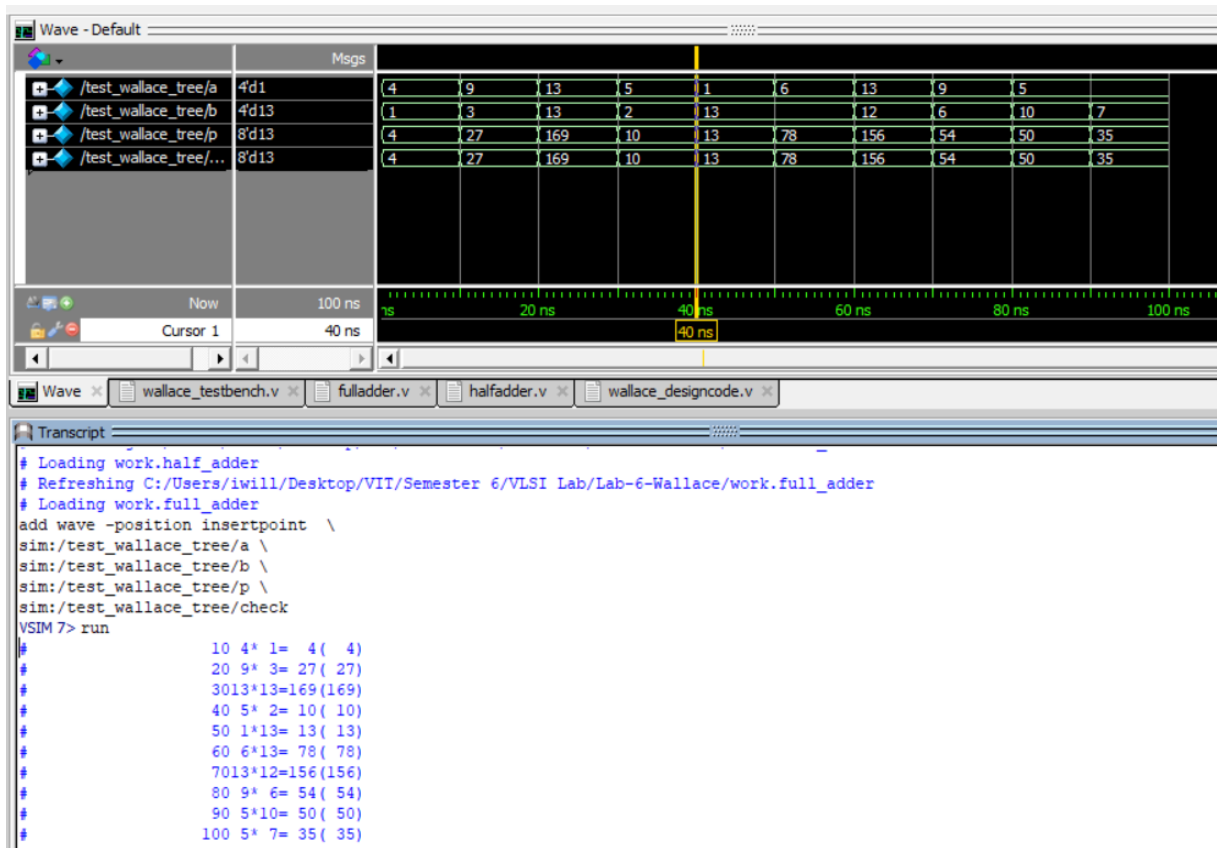 Wave - Default
Msgs
/test_wallace_tree/a 4'd1 4 9 13 5 1 6 13 9 5
/test_wallace_tree/b 4'd13 1 3 13 2 13 12 6 10 7
/test_wallace_tree/p 8'd13 4 27 169 10 13 78 156 54 50 35
/test_wallace_tree/... 8'd13 4 27 169 10 13 78 156 54 50 35
Now 100 ns ns 20 ns 40 ns 60 ns 80 ns 100 ns
Cursor 1 40 ns 40 ns
Wave wallace_testbench.v fulladder.v halfadder.v wallace_designcode.v
Transcript
# Loading work.half_adder
# Refreshing C:/Users/iwill/Desktop/VIT/Semester 6/VLSI Lab/Lab-6-Wallace/work.full_adder
# Loading work.full_adder
add wave -position insertpoint \
sim:/test_wallace_tree/a \
sim:/test_wallace_tree/b \
sim:/test_wallace_tree/p \
sim:/test_wallace_tree/check
VSIM 7> run
# 10 4* 1= 4( 4)
# 20 9* 3= 27( 27)
# 3013*13=169(169)
# 40 5* 2= 10( 10)
# 50 1*13= 13( 13)
# 60 6*13= 78( 78)
# 7013*12=156(156)
# 80 9* 6= 54( 54)
# 90 5*10= 50( 50)
# 100 5* 7= 35( 35)